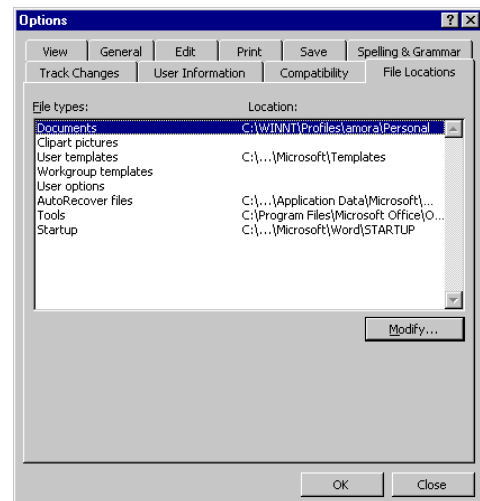 Options
View General Edit Print Save Spelling & Grammar
Track Changes User Information Compatibility File Locations
File types: Location:
Documents C:\WINNT\Profiles\amora\Personal
Clipart pictures
User templates C:\...\Microsoft\Templates
Workgroup templates
User options
AutoRecover files C:\...\Application Data\Microsoft\...
Tools C:\Program Files\Microsoft Office\O...
Startup C:\...\Microsoft\Word\STARTUP
Modify...
OK Close